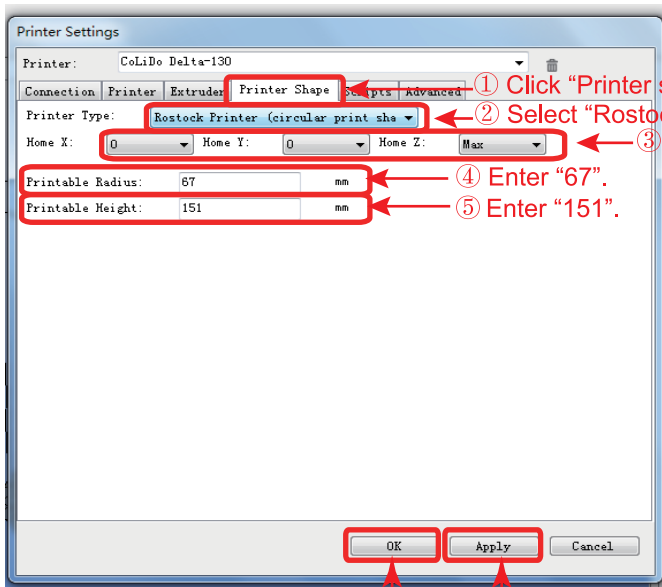 Printer Settings
Printer: CoLiDo Delta-130
Connection Printer Extruder Printer Shape Scripts Advanced
① Click “Printer s
Printer Type: Rostock Printer (circular print sha
② Select “Rosto
Home X: 0 Home Y: 0 Home Z: Max
③
Printable Radius: 67 mm
④ Enter “67”.
Printable Height: 151 mm
⑤ Enter “151”.
OK Apply Cancel